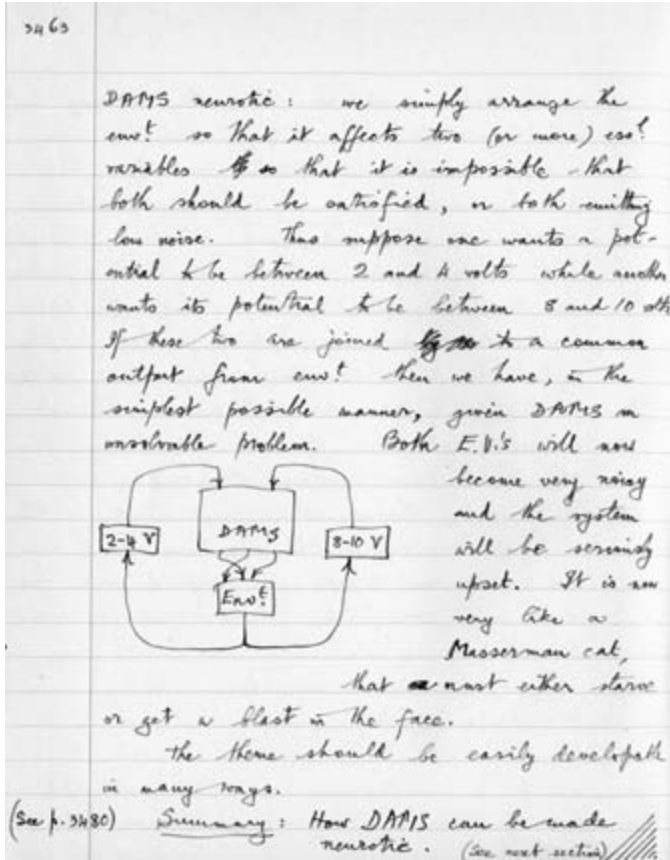 3463
DAMS neurotic: we simply arrange the
envt. so that it affects two (or more) essl.
variables so that it is impossible that
both should be satisfied, or both emitting
low noise. Thus suppose one wants a pot-
ential to be between 2 and 4 volts while another
wants its potential to be between 8 and 10 volts
If these two are joined to a common
output from envt. then we have, in the
simplest possible manner, given DAMS an
unsolvable problem. Both E.V.'s will now
become very noisy
and the system
will be seriously
upset. It is now
very like a
Masserman cat,
that must either starve
or get a blast in the face.
The theme should be easily developable
in many ways.
2-4 V
DAMS
8-10 V
Envt.
(See p. 3480) Summary: How DAMS can be made
neurotic. (See next section)